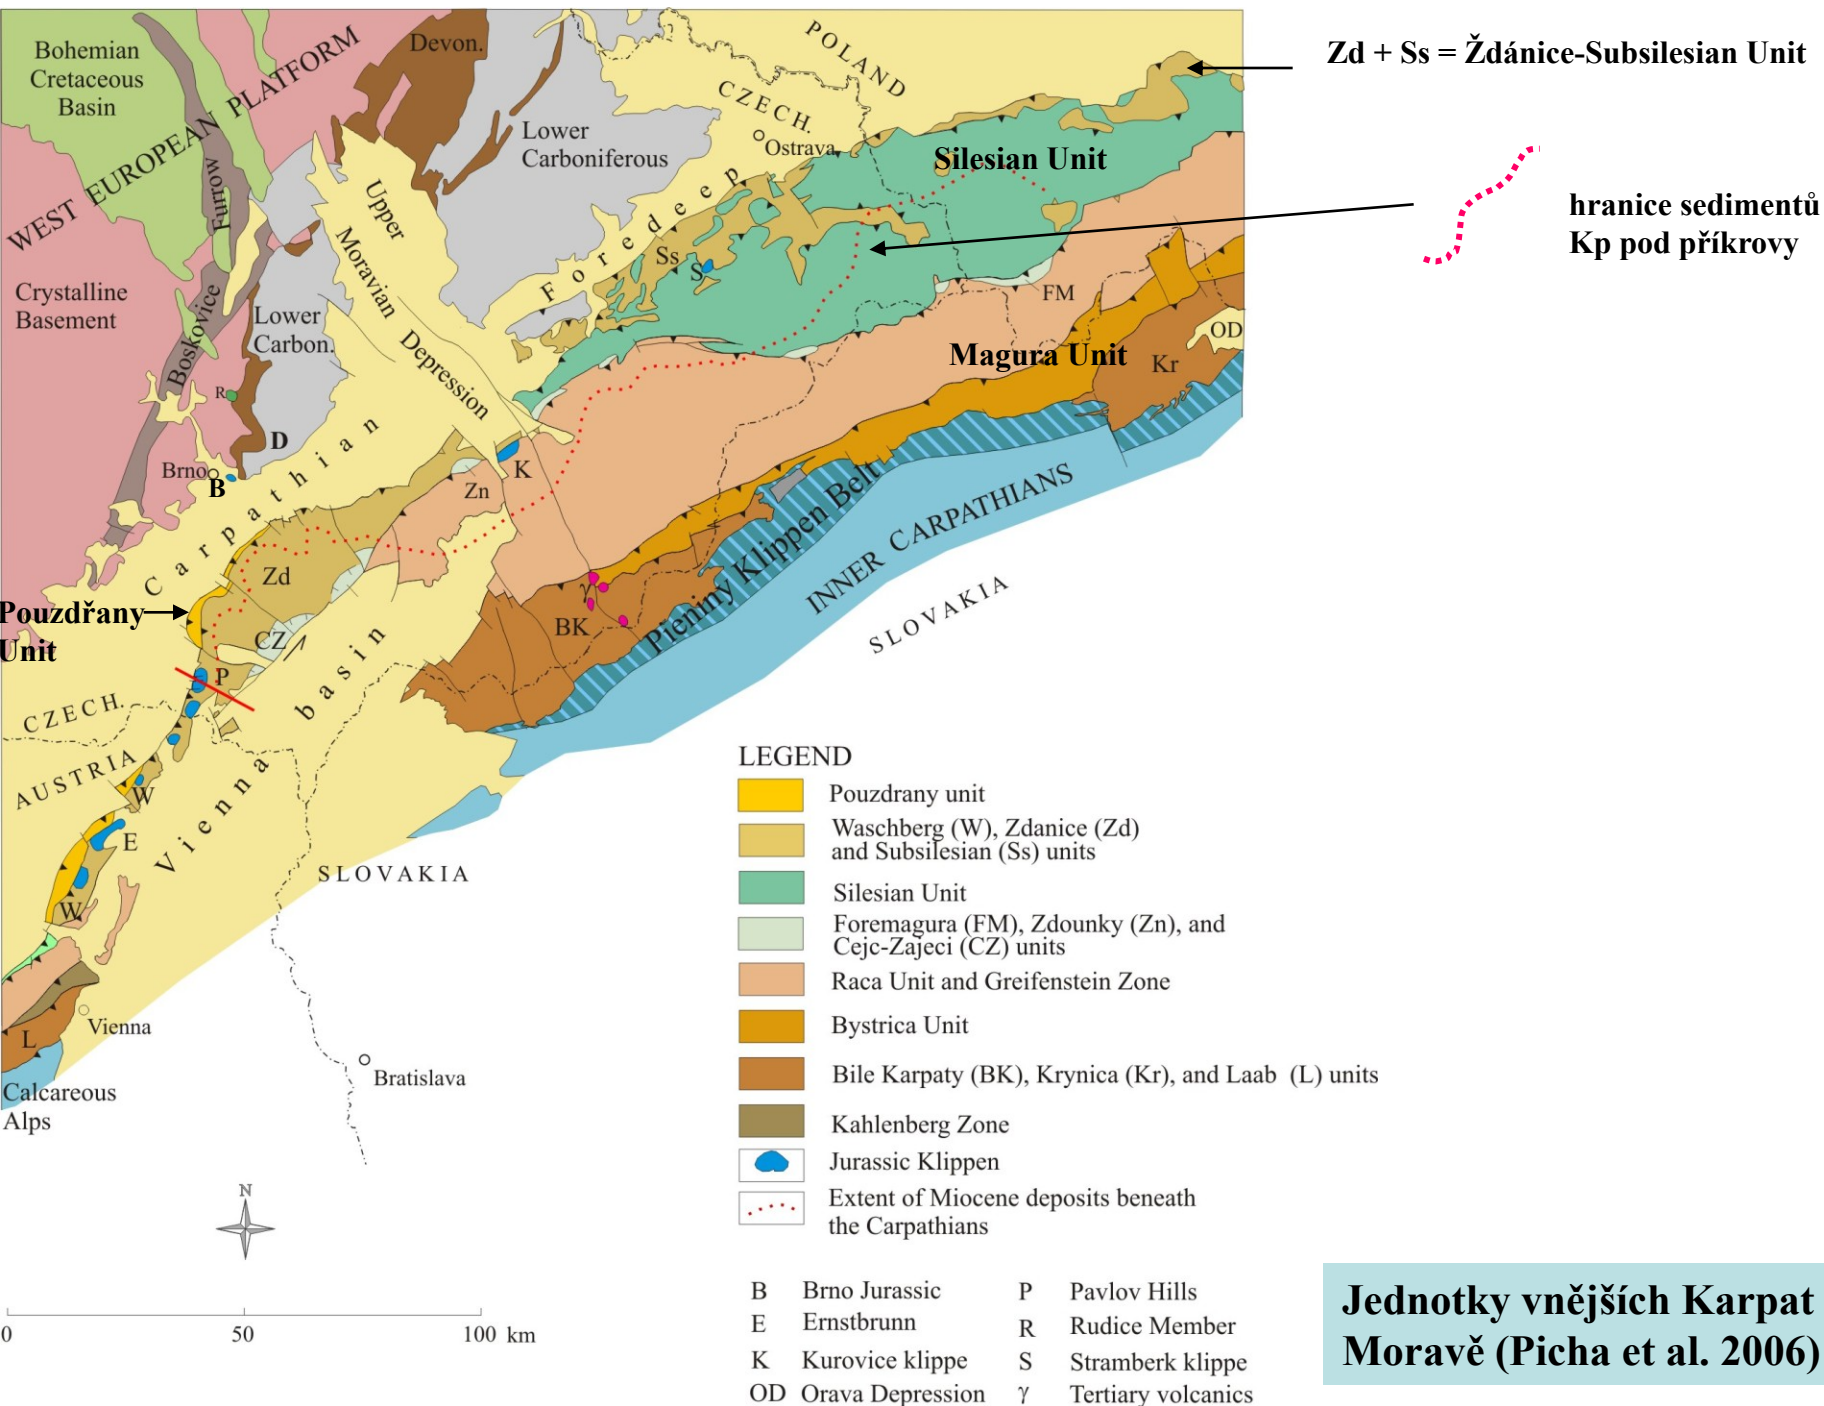 Bohemian
Cretaceous
Basin
WEST EUROPEAN PLATFORM
Devon.
Lower
Carboniferous
POLAND
CZECH.
Ostrava
Zd + Ss = Ždánice-Subsilesian Unit
Silesian Unit
hranice sedimentů
Kp pod příkrovy
Furrow
Boskovice
Upper
Moravian
Depression
Carpathian
Foredeep
Ss
S
FM
OD
Crystalline
Basement
Lower
Carbon.
Magura Unit
Kr
R
D
Brno
B
K
Zn
Zd
Pouzdřany
Unit
CZ
P
BK
γ
Pieniny Klippen Belt
INNER CARPATHIANS
SLOVAKIA
CZECH.
AUSTRIA
Vienna basin
W
E
W
SLOVAKIA
L
Vienna
Bratislava
Calcareous
Alps
N
0 50 100 km
LEGEND
Pouzdrany unit
Waschberg (W), Zdanice (Zd)
and Subsilesian (Ss) units
Silesian Unit
Foremagura (FM), Zdounky (Zn), and
Cejc-Zajeci (CZ) units
Raca Unit and Greifenstein Zone
Bystrica Unit
Bile Karpaty (BK), Krynica (Kr), and Laab (L) units
Kahlenberg Zone
Jurassic Klippen
Extent of Miocene deposits beneath
the Carpathians
B Brno Jurassic
E Ernstbrunn
K Kurovice klippe
OD Orava Depression
P Pavlov Hills
R Rudice Member
S Stramberk klippe
γ Tertiary volcanics
Jednotky vnějších Karpat
Moravě (Picha et al. 2006)